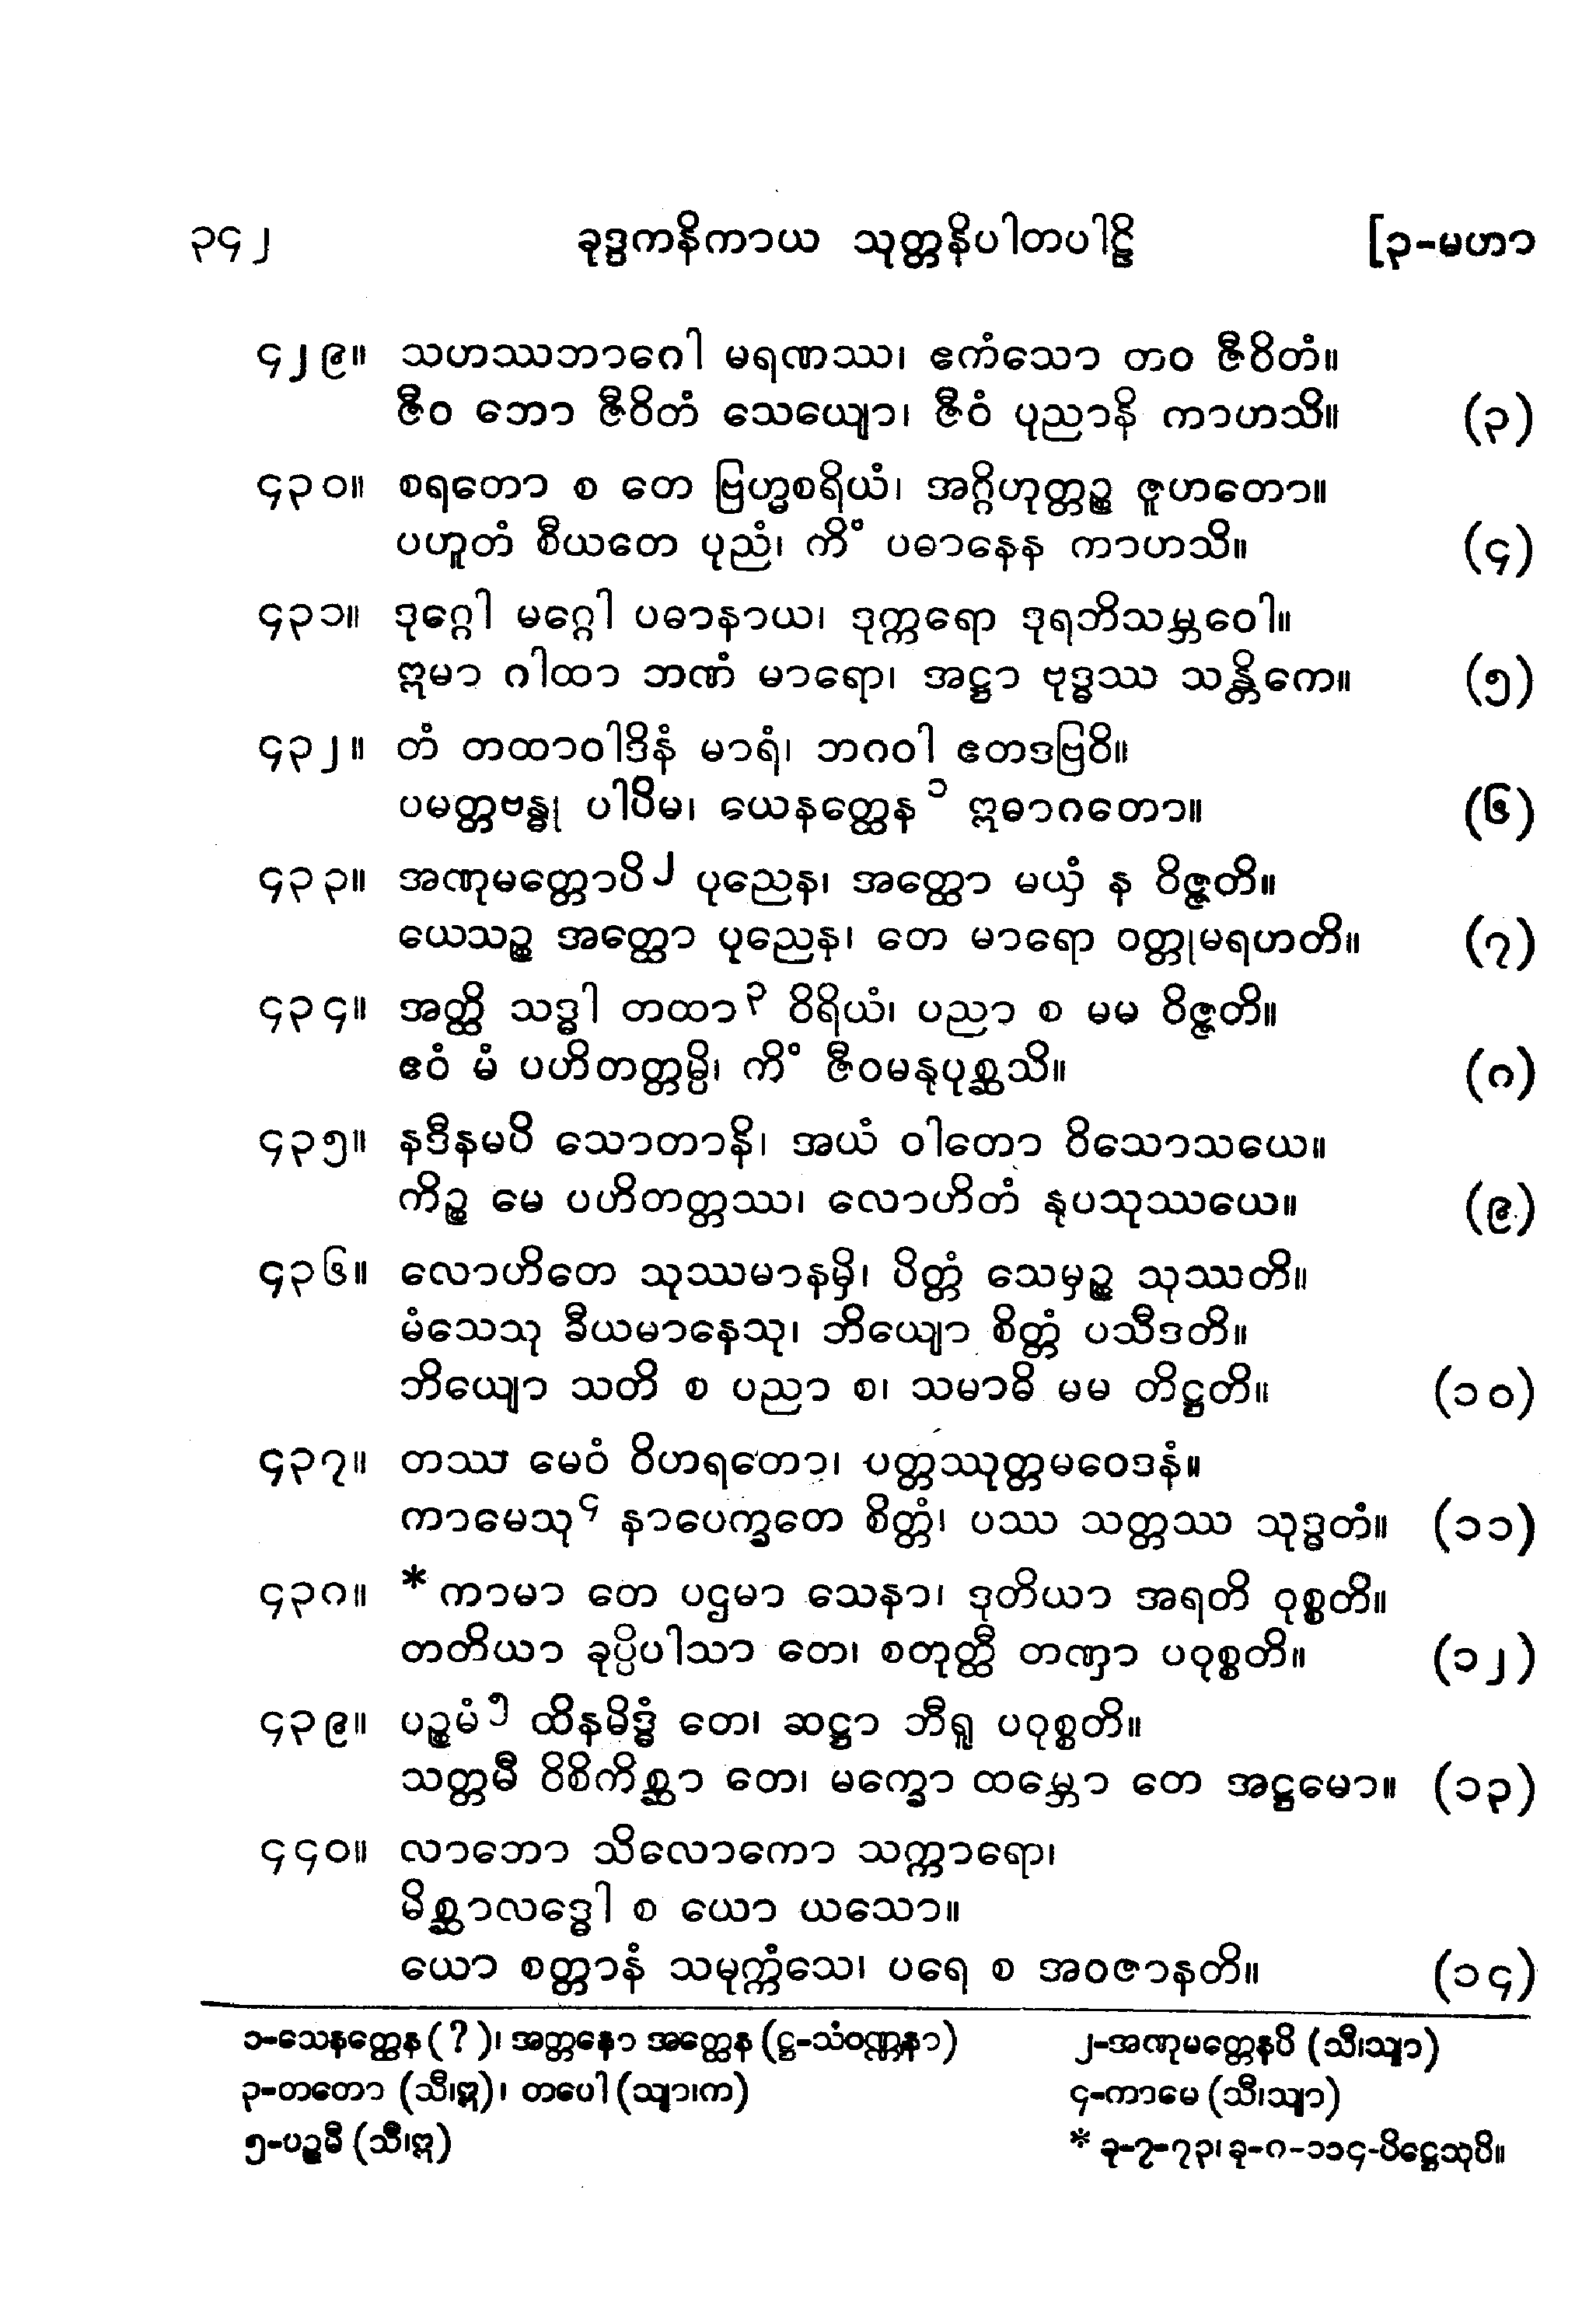 ၃၄၂ ခုဒ္ဒကနိကာယ သုတ္တနိပါတပါဠိ [၃-မဟာ
၄၂၉။ သဟဿဘာဂေါ မရဏဿ၊ ဧကံသော တဝ ဇီဝိတံ။
ဇီဝ ဘော ဇီဝိတံ သေယျော၊ ဇီဝံ ပုညာနိ ကာဟသိ။ (၃)
၄၃၀။ စရတော စ တေ ဗြဟ္မစရိယံ၊ အဂ္ဂိဟုတ္တဉ္စ ဇူဟတော။
ပဟူတံ စီယတေ ပုညံ၊ ကိံ ပဓာနေန ကာဟသိ။ (၄)
၄၃၁။ ဒုဂ္ဂေါ မဂ္ဂေါ ပဓာနာယ၊ ဒုက္ကရော ဒုရဘိသမ္ဘဝေါ။
ဣမာ ဂါထာ ဘဏံ မာရော၊ အဋ္ဌာ ဗုဒ္ဓဿ သန္တိကေ။ (၅)
၄၃၂။ တံ တထာဝါဒိနံ မာရံ၊ ဘဂဝါ ဧတဒဗြဝိ။
ပမတ္တဗန္ဓု ပါပိမ၊ ယေနတ္ထေန ၁ ဣဓာဂတော။ (၆)
၄၃၃။ အဏုမတ္တောပိ ၂ ပုညေန၊ အတ္ထော မယှံ န ဝိဇ္ဇတိ။
ယေသဉ္စ အတ္ထော ပုညေန၊ တေ မာရော ဝတ္တုမရဟတိ။ (၇)
၄၃၄။ အတ္ထိ သဒ္ဓါ တထာ ၃ ဝိရိယံ၊ ပညာ စ မမ ဝိဇ္ဇတိ။
ဧဝံ မံ ပဟိတတ္တမ္ပိ၊ ကိံ ဇီဝမနုပုစ္ဆသိ။ (၈)
၄၃၅။ နဒီနမပိ သောတာနိ၊ အယံ ဝါတော ဝိသောသယေ။
ကိဉ္စ မေ ပဟိတတ္တဿ၊ လောဟိတံ နုပသုဿယေ။ (၉)
၄၃၆။ လောဟိတေ သုဿမာနမှိ၊ ပိတ္တံ သေမှဉ္စ သုဿတိ။
မံသေသု ခီယမာနေသု၊ ဘိယျော စိတ္တံ ပသီဒတိ။
ဘိယျော သတိ စ ပညာ စ၊ သမာဓိ မမ တိဋ္ဌတိ။ (၁၀)
၄၃၇။ တဿ မေဝံ ဝိဟရတော၊ ပတ္တဿုတ္တမဝေဒနံ။
ကာမေသု ၄ နာပေက္ခတေ စိတ္တံ၊ ပဿ သတ္တဿ သုဒ္ဓတံ။ (၁၁)
၄၃၈။ * ကာမာ တေ ပဌမာ သေနာ၊ ဒုတိယာ အရတိ ဝုစ္စတိ။
တတိယာ ခုပ္ပိပါသာ တေ၊ စတုတ္ထီ တဏှာ ပဝုစ္စတိ။ (၁၂)
၄၃၉။ ပဉ္စမံ ၅ ထိနမိဒ္ဓံ တေ၊ ဆဋ္ဌာ ဘီရူ ပဝုစ္စတိ။
သတ္တမီ ဝိစိကိစ္ဆာ တေ၊ မက္ခော ထမ္ဘော တေ အဋ္ဌမော။ (၁၃)
၄၄၀။ လာဘော သိလောကော သက္ကာရော၊
မိစ္ဆာလဒ္ဓေါ စ ယော ယသော။
ယော စတ္တာနံ သမုက္ကံသေ၊ ပရေ စ အဝဇာနတိ။ (၁၄)
၁-သေနတ္ထေန (?)၊ အတ္တနော အတ္ထေန (ဋ္ဌ-သံဝဏ္ဏနာ) ၂-အဏုမတ္တေနပိ (သီ၊သျာ)
၃-တတော (သီ၊ဣ)၊ တပေါ (သျာ၊က) ၄-ကာမေ (သီ၊သျာ)
၅-ပဉ္စမီ (သီ၊ဣ) * ခု-၇-၇၃၊ ခု-၈-၁၁၄-ပိဋ္ဌေသုပိ။